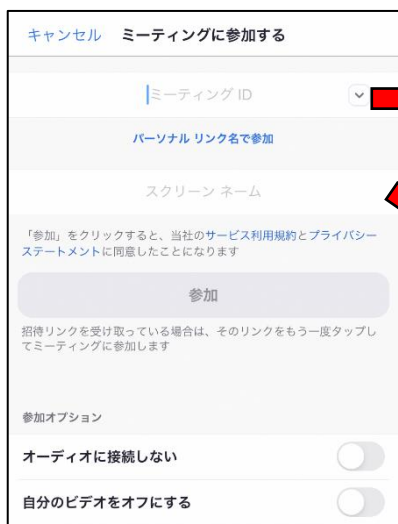 キャンセル ミーティングに参加する
ミーティング ID
パーソナル リンク名で参加
スクリーン ネーム
「参加」をクリックすると、当社のサービス利用規約とプライバシー
ステートメントに同意したことになります
参加
招待リンクを受け取っている場合は、そのリンクをもう一度タップし
てミーティングに参加します
参加オプション
オーディオに接続しない
自分のビデオをオフにする